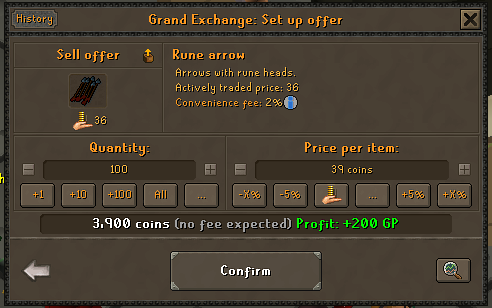 History
Grand Exchange: Set up offer
Sell offer
36
Rune arrow
Arrows with rune heads.
Actively traded price: 36
Convenience fee: 2%
Quantity:
100
+1
+10
+100
All
...
Price per item:
39 coins
-X%
-5%
...
+5%
+X%
3,900 coins (no fee expected) Profit: +200 GP
Confirm